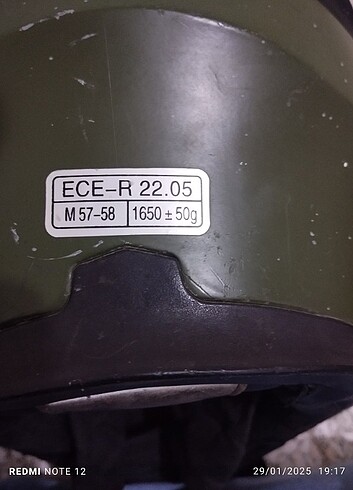 ECE-R 22.05
M 57-58 1650 ± 50g
REDMI NOTE 12 29/01/2025 19:17